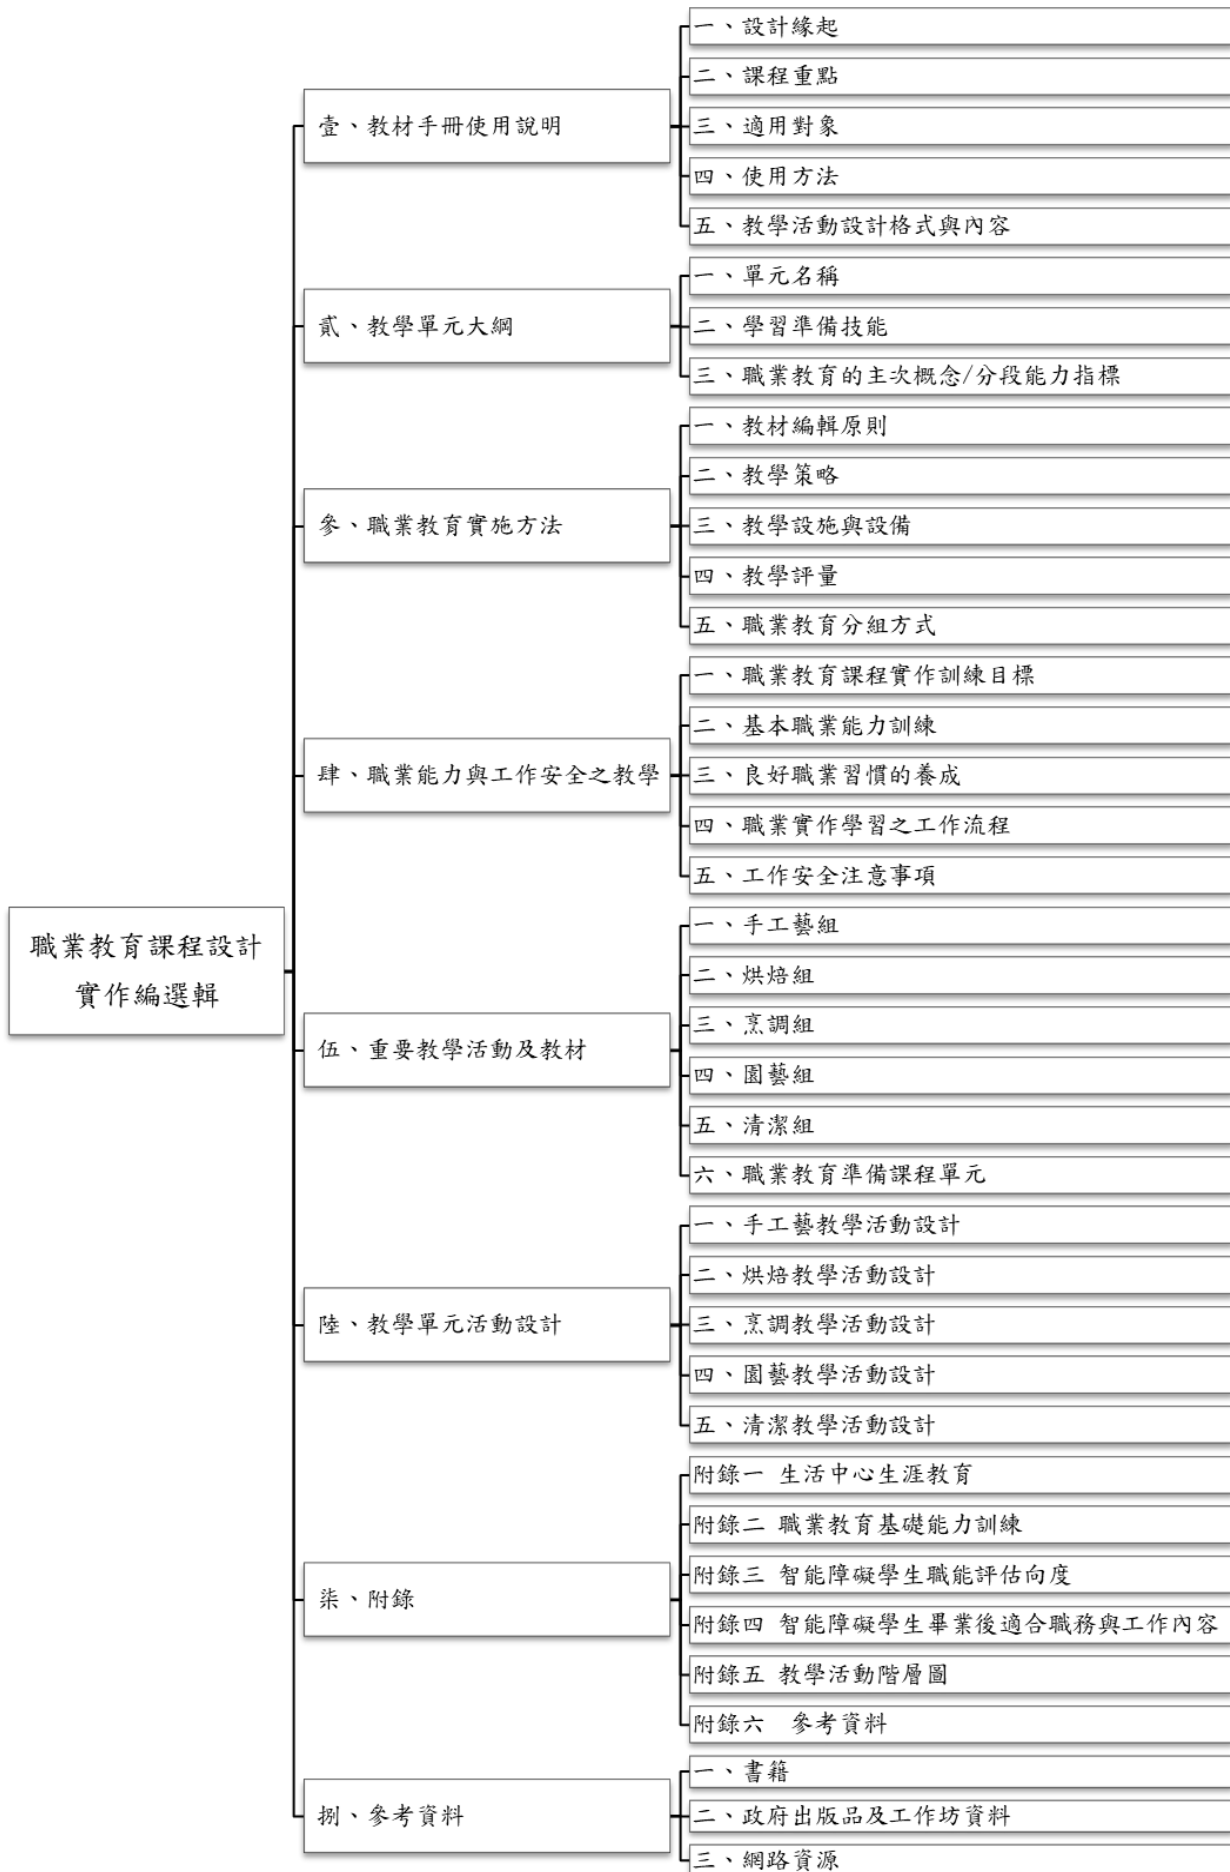 職業教育課程設計
實作編選輯
壹、教材手冊使用說明
一、設計緣起
二、課程重點
三、適用對象
四、使用方法
五、教學活動設計格式與內容
貳、教學單元大綱
一、單元名稱
二、學習準備技能
三、職業教育的主次概念/分段能力指標
參、職業教育實施方法
一、教材編輯原則
二、教學策略
三、教學設施與設備
四、教學評量
五、職業教育分組方式
肆、職業能力與工作安全之教學
一、職業教育課程實作訓練目標
二、基本職業能力訓練
三、良好職業習慣的養成
四、職業實作學習之工作流程
五、工作安全注意事項
伍、重要教學活動及教材
一、手工藝組
二、烘焙組
三、烹調組
四、園藝組
五、清潔組
六、職業教育準備課程單元
陸、教學單元活動設計
一、手工藝教學活動設計
二、烘焙教學活動設計
三、烹調教學活動設計
四、園藝教學活動設計
五、清潔教學活動設計
柒、附錄
附錄一 生活中心生涯教育
附錄二 職業教育基礎能力訓練
附錄三 智能障礙學生職能評估向度
附錄四 智能障礙學生畢業後適合職務與工作內容
附錄五 教學活動階層圖
附錄六　參考資料
捌、參考資料
一、書籍
二、政府出版品及工作坊資料
三、網路資源